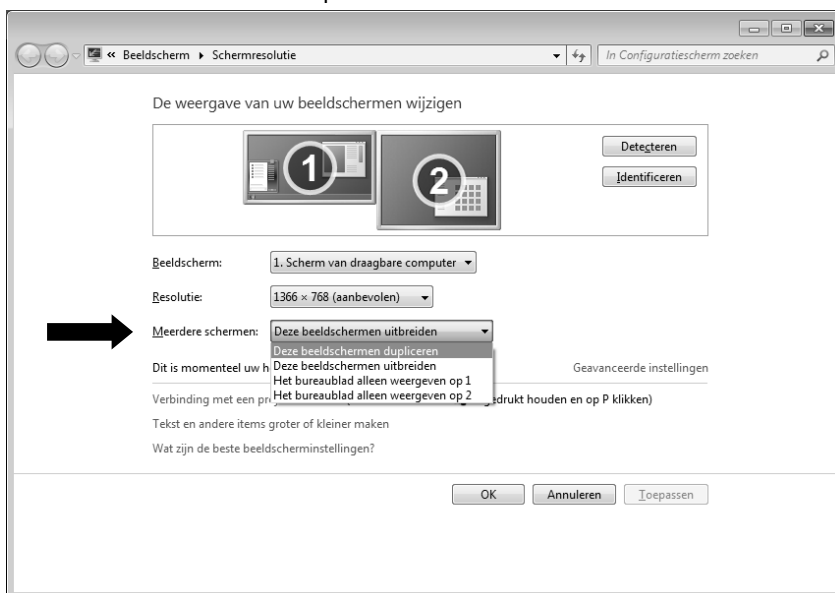 « Beeldscherm ▸ Schermresolutie
In Configuratiescherm zoeken
De weergave van uw beeldschermen wijzigen
1
2
Detecteren
Identificeren
Beeldscherm: 1. Scherm van draagbare computer
Resolutie: 1366 × 768 (aanbevolen)
Meerdere schermen: Deze beeldschermen uitbreiden
Deze beeldschermen dupliceren
Deze beeldschermen uitbreiden
Het bureaublad alleen weergeven op 1
Het bureaublad alleen weergeven op 2
Dit is momenteel uw
Geavanceerde instellingen
Verbinding met een
houden en op P klikken)
Tekst en andere items groter of kleiner maken
Wat zijn de beste beeldscherminstellingen?
OK Annuleren Toepassen